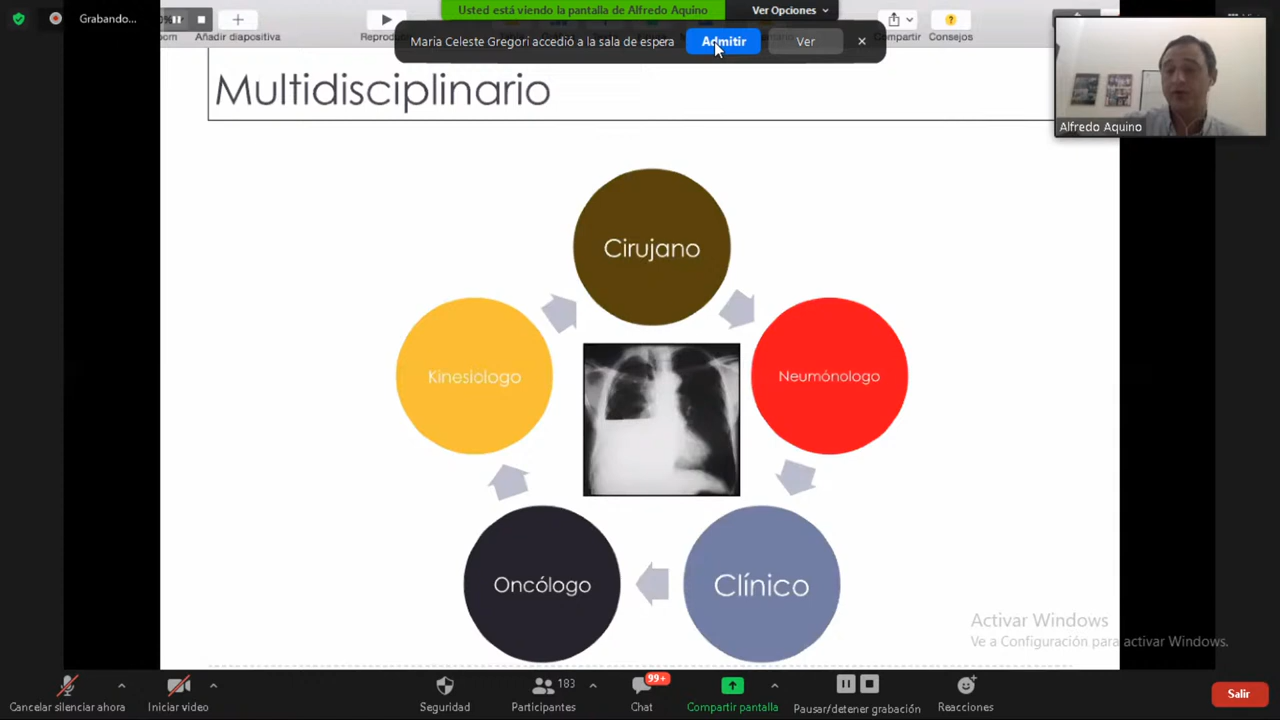 Grabando...
Usted está viendo la pantalla de Alfredo Aquino
Ver Opciones
Añadir diapositiva
Maria Celeste Gregori accedió a la sala de espera
Admitir
Ver
Consejos
Multidisciplinario
Alfredo Aquino
Cirujano
Kinesiologo
Neumónologo
Oncólogo
Clínico
Activar Windows
Ve a Configuración para activar Windows.
Cancelar silenciar ahora
Iniciar video
Seguridad
183
Participantes
99+
Chat
Compartir pantalla
Pausar/detener grabación
Reacciones
Salir